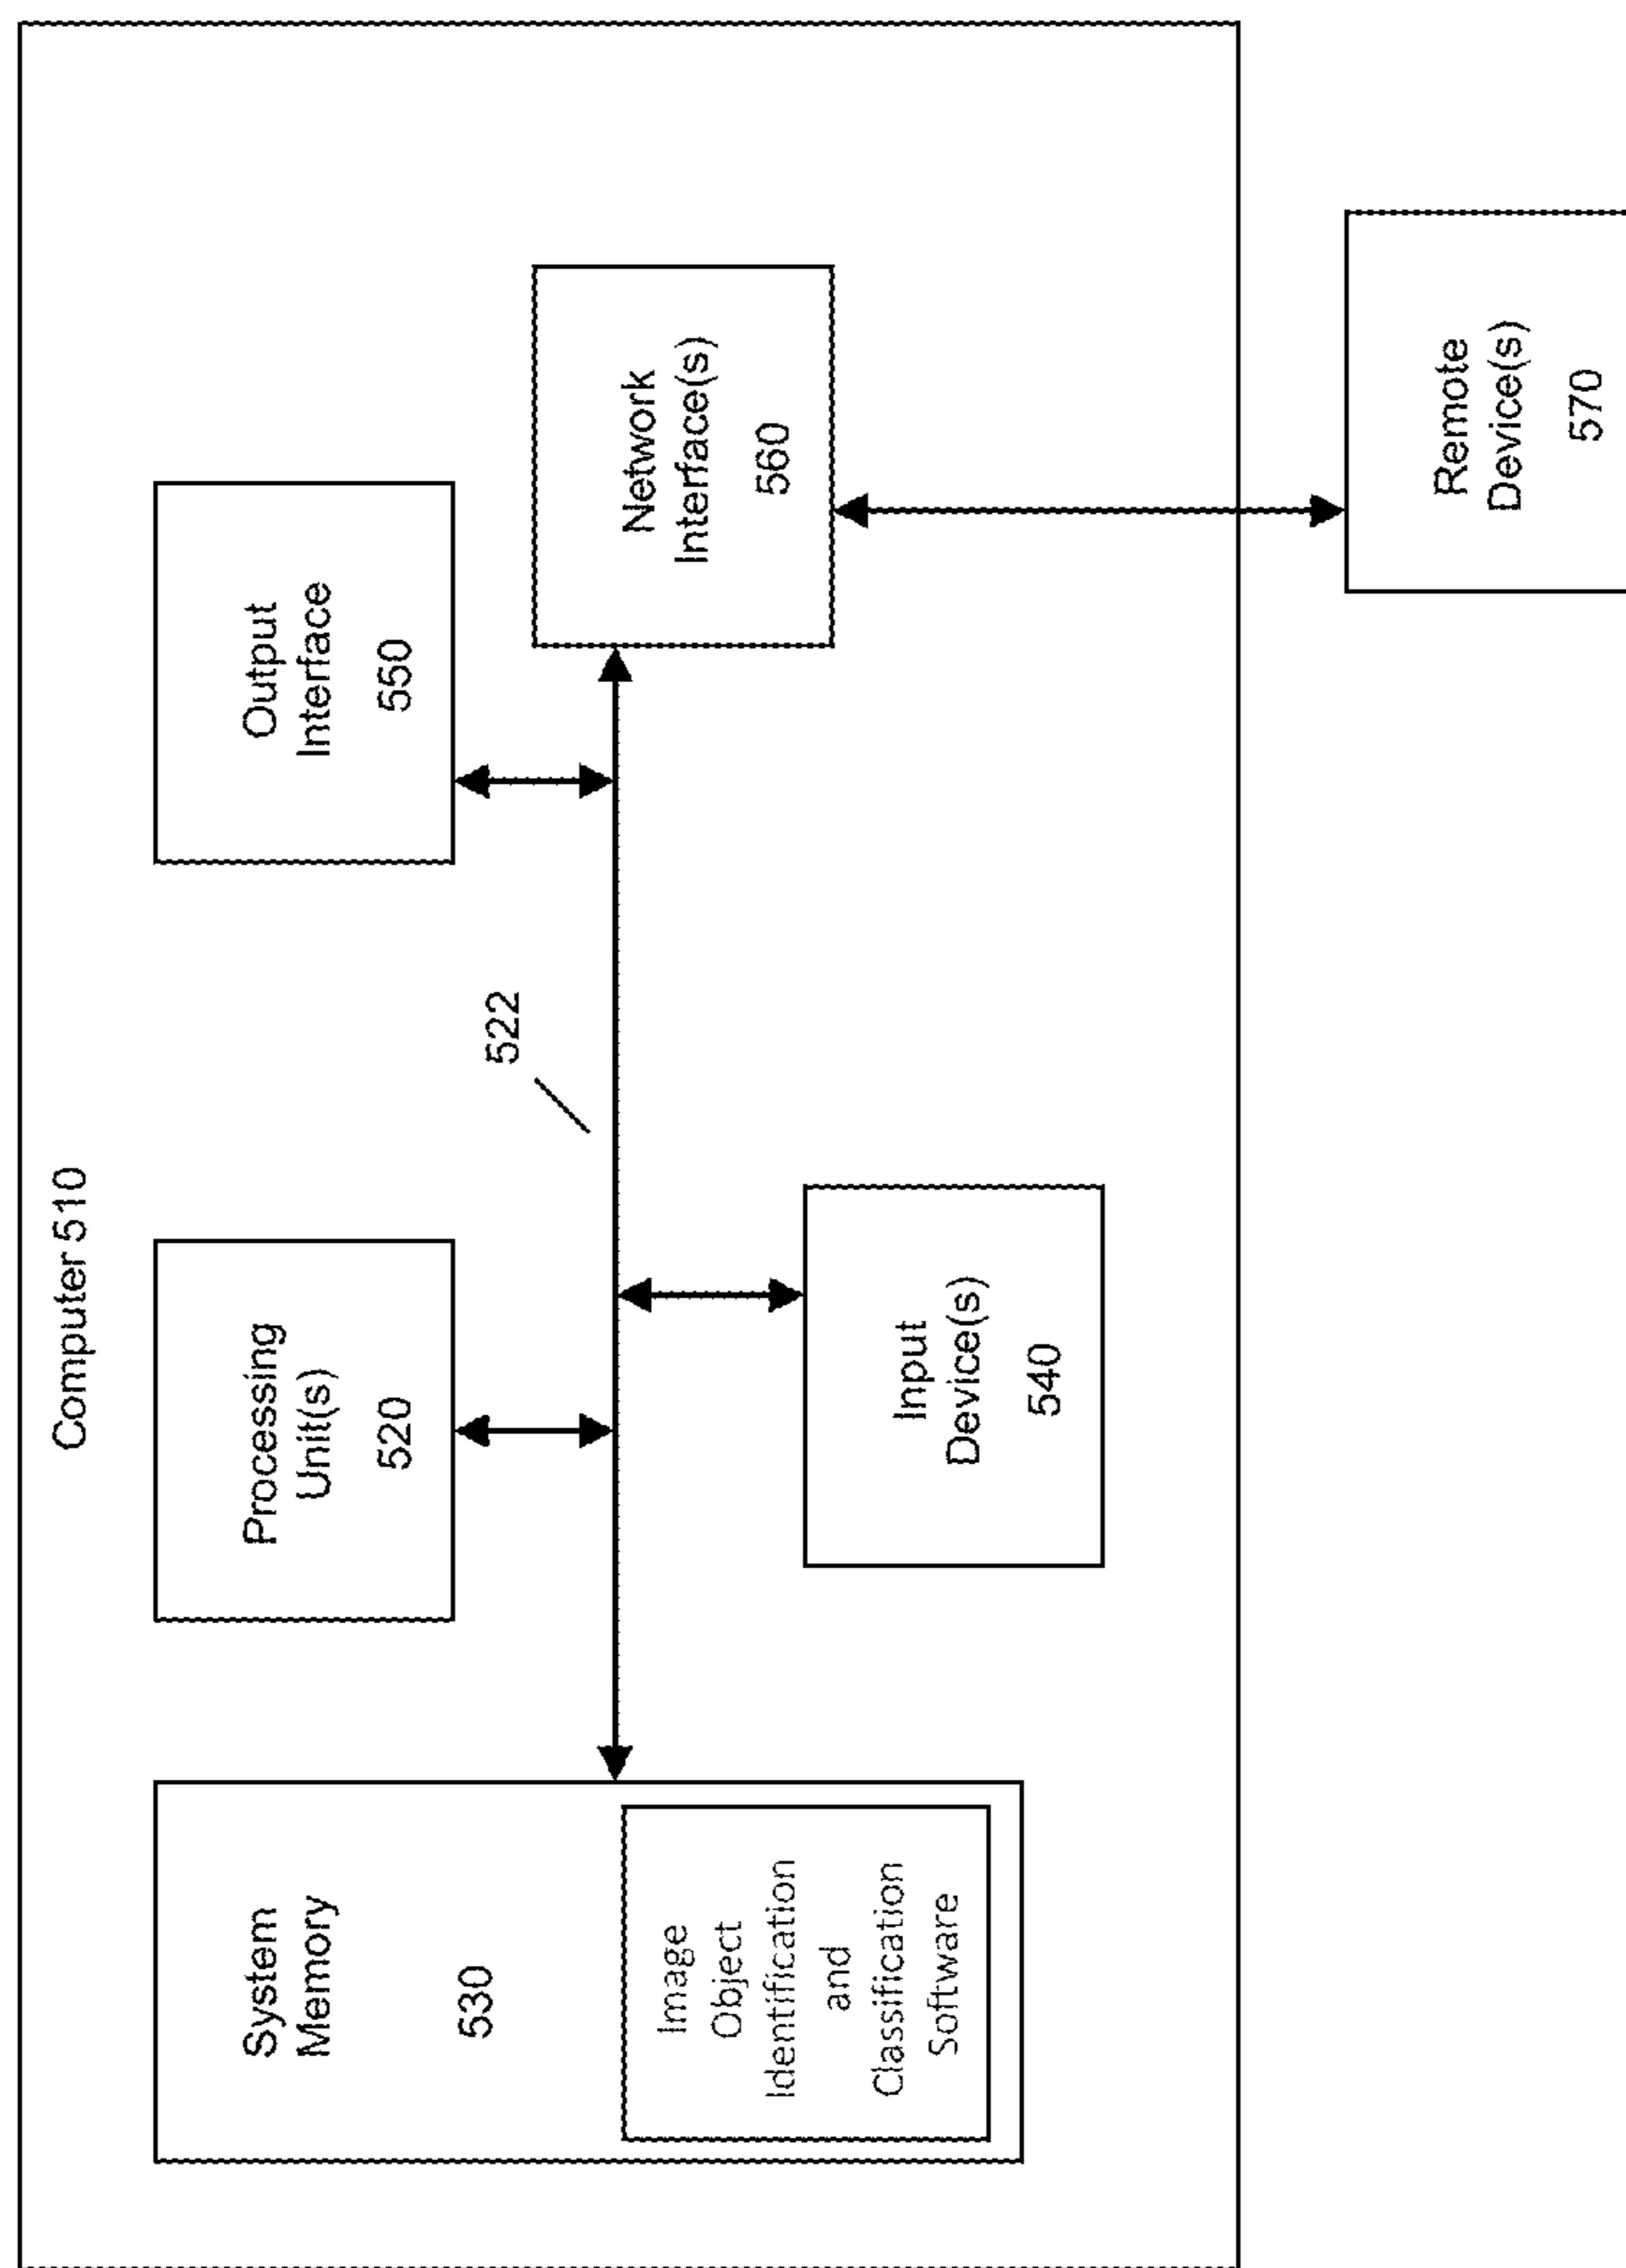 Computer 510
System
Memory
530
Image
Object
Identification
and
Classification
Software
Processing
Unit(s)
520
Output
Interface
550
522
Input
Device(s)
540
Network
Interface(s)
560
Remote
Device(s)
570